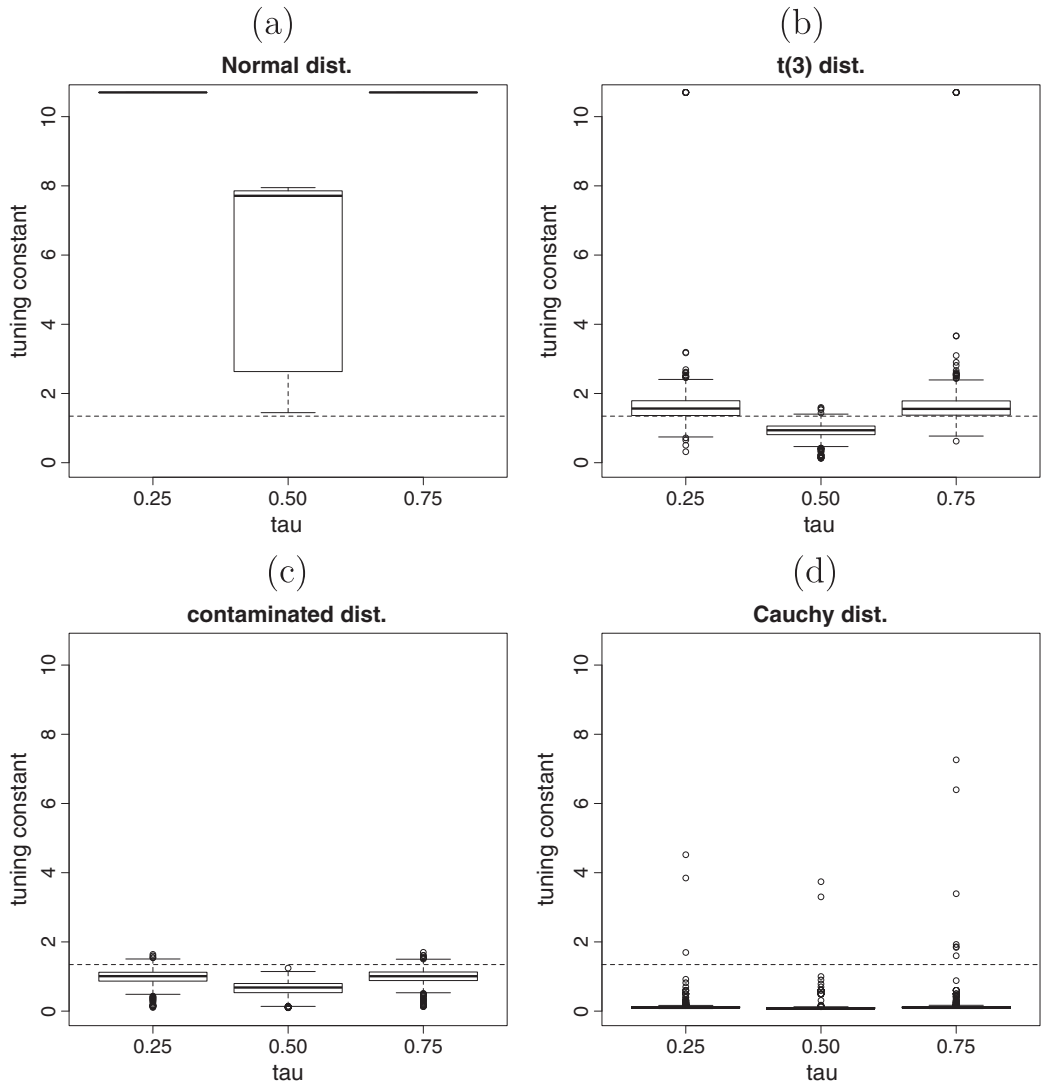 (a)
Normal dist.
tuning constant
0 2 4 6 8 10
0.25 0.50 0.75
tau
(b)
t(3) dist.
tuning constant
0 2 4 6 8 10
0.25 0.50 0.75
tau
(c)
contaminated dist.
tuning constant
0 2 4 6 8 10
0.25 0.50 0.75
tau
(d)
Cauchy dist.
tuning constant
0 2 4 6 8 10
0.25 0.50 0.75
tau